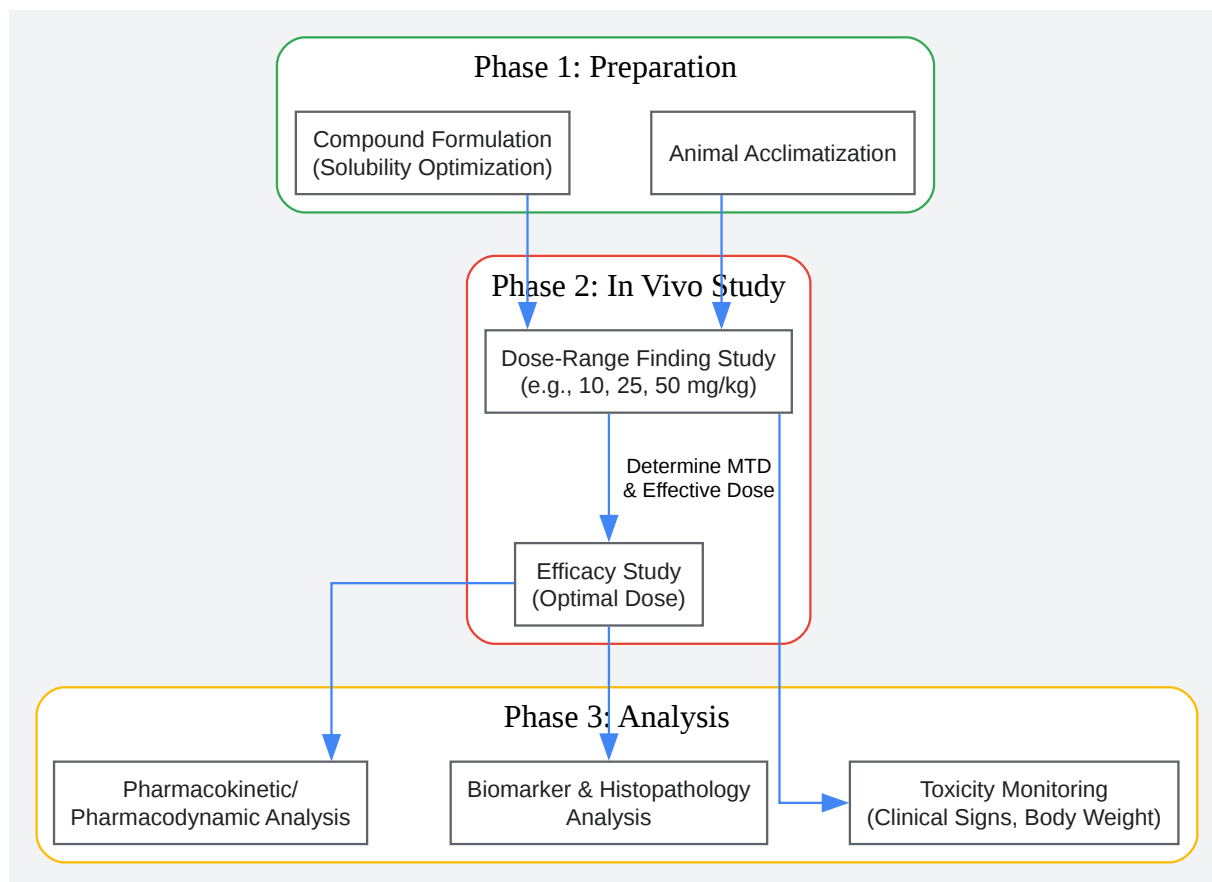 Phase 1: Preparation
Compound Formulation
(Solubility Optimization)
Animal Acclimatization
Phase 2: In Vivo Study
Dose-Range Finding Study
(e.g., 10, 25, 50 mg/kg)
Determine MTD
& Effective Dose
Efficacy Study
(Optimal Dose)
Phase 3: Analysis
Pharmacokinetic/
Pharmacodynamic Analysis
Biomarker & Histopathology
Analysis
Toxicity Monitoring
(Clinical Signs, Body Weight)